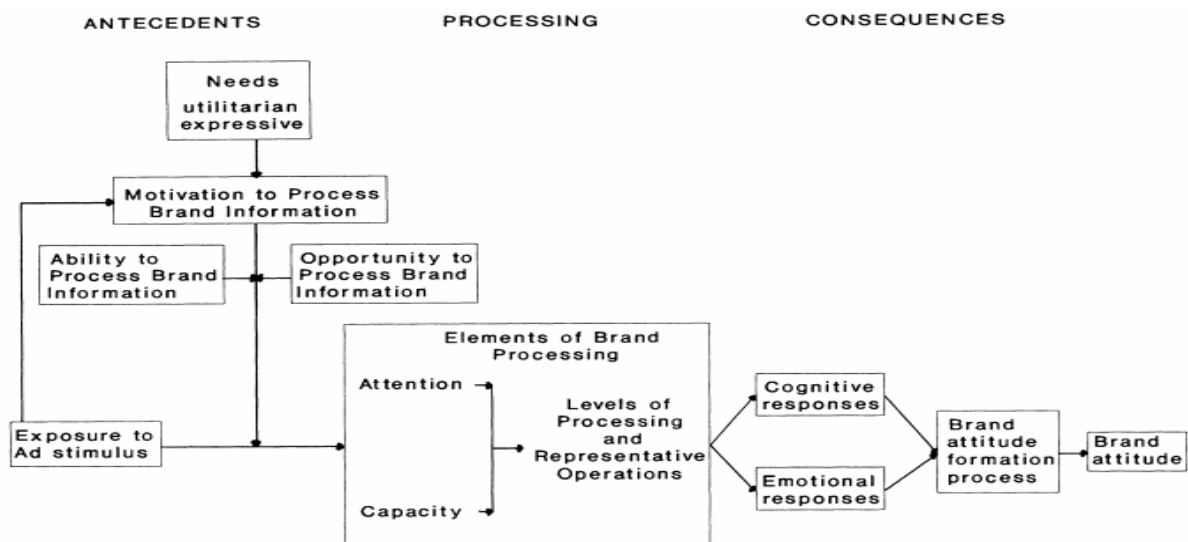 ANTECEDENTS PROCESSING CONSEQUENCES
Needs
utilitarian
expressive
Motivation to Process
Brand Information
Ability to
Process Brand
Information
Opportunity to
Process Brand
Information
Exposure to
Ad stimulus
Elements of Brand
Processing
Attention
Capacity
Levels of
Processing
and
Representative
Operations
Cognitive
responses
Emotional
responses
Brand
attitude
formation
process
Brand
attitude